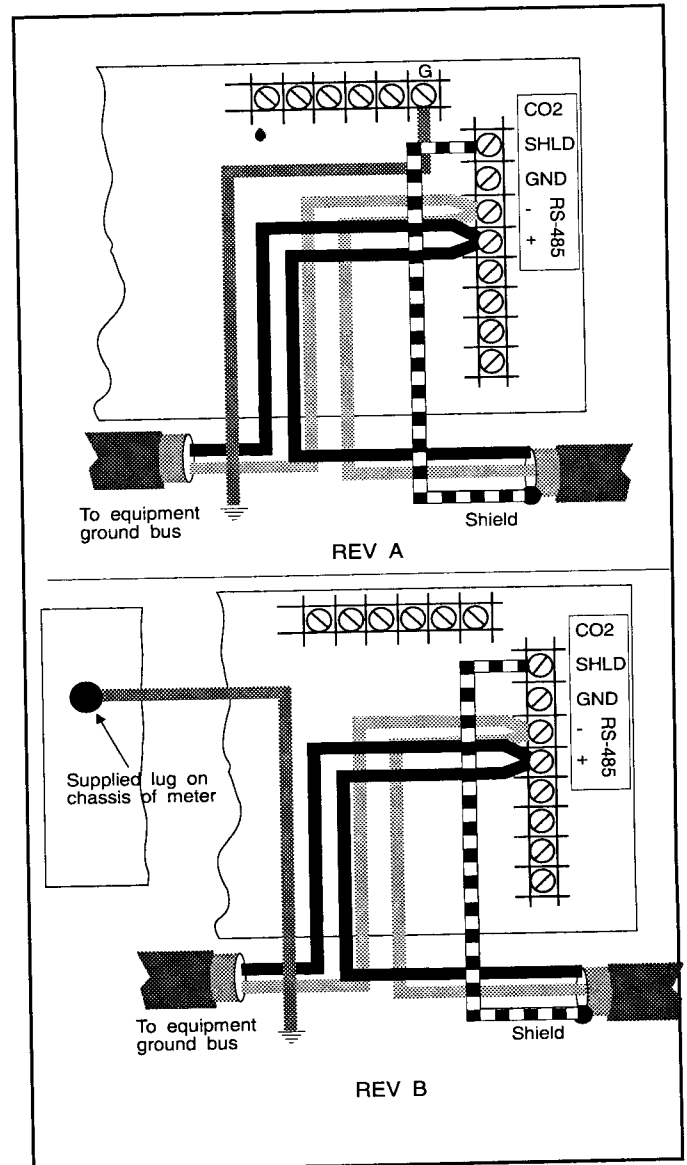 G
CO2
SHLD
GND
-
+
RS-485
To equipment
ground bus
Shield
REV A
CO2
SHLD
GND
-
+
RS-485
Supplied lug on
chassis of meter
To equipment
ground bus
Shield
REV B